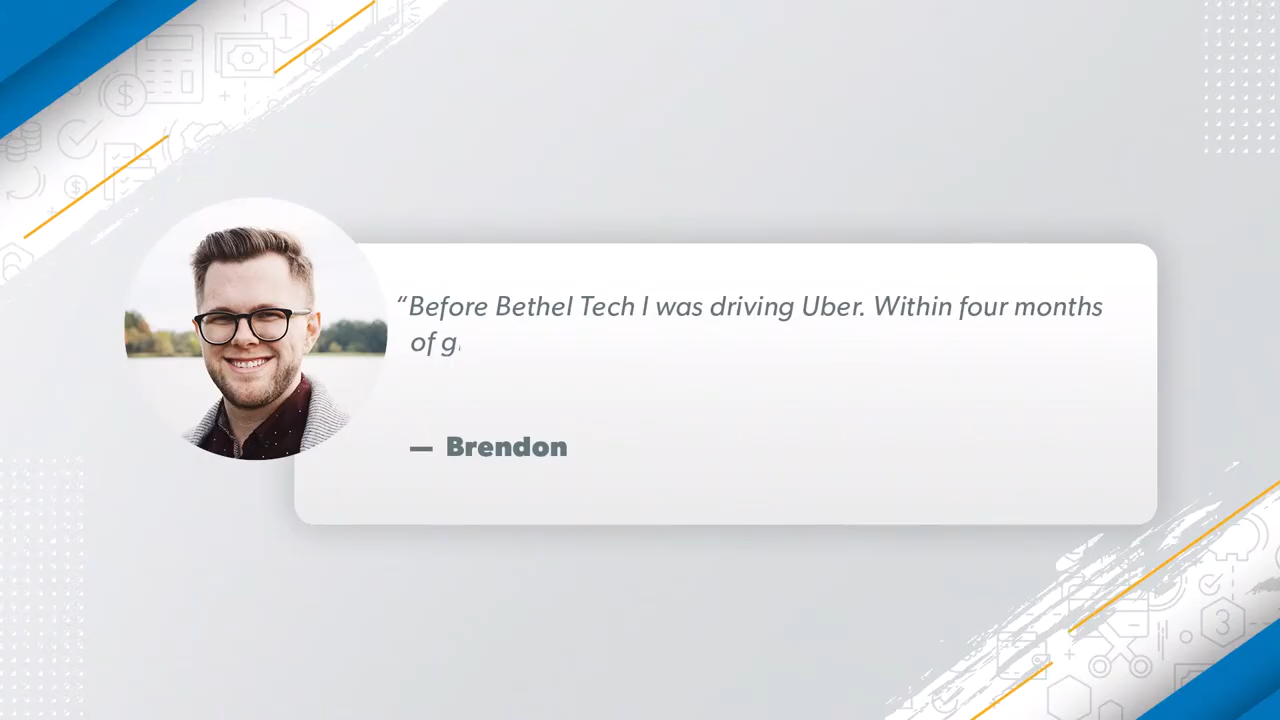 “Before Bethel Tech I was driving Uber. Within four months
of g
— Brendon